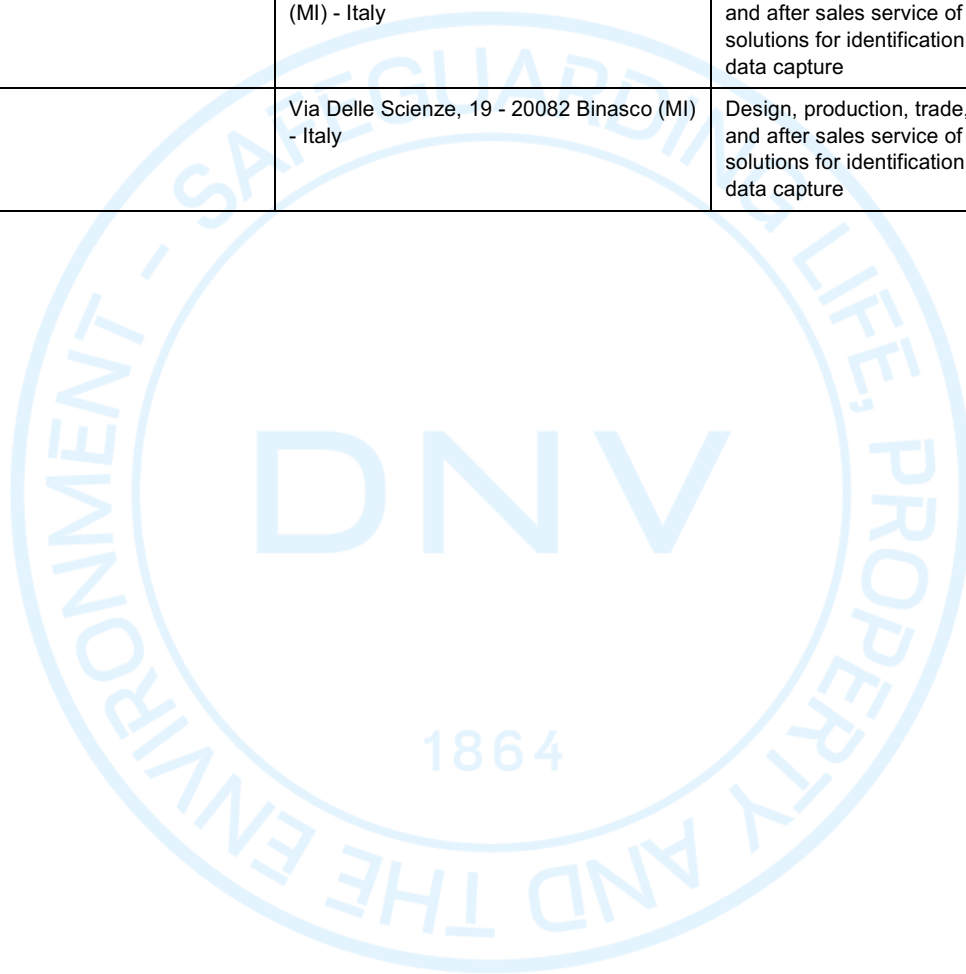 (MI) - Italy
and after sales service of
solutions for identification
data capture
Via Delle Scienze, 19 - 20082 Binasco (MI)
- Italy
Design, production, trade,
and after sales service of
solutions for identification
data capture
SAFEGUARDING LIFE, PROPERTY AND THE ENVIRONMENT -
DNV
1864